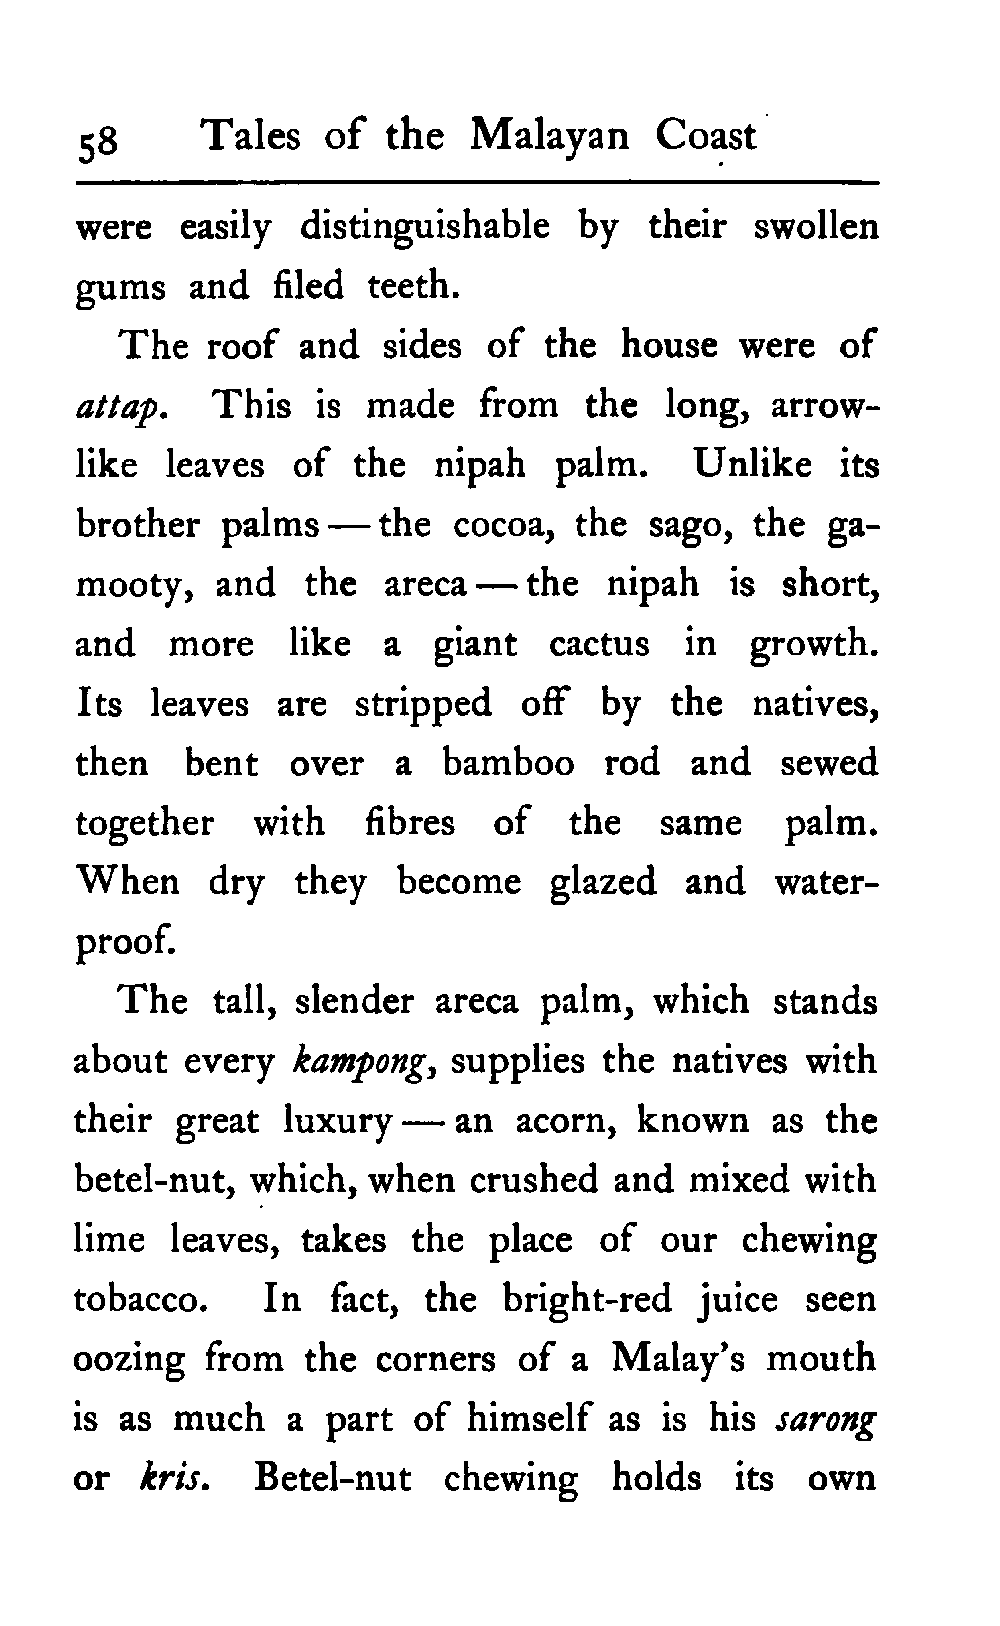 58 Tales of the Malayan Coast
were easily distinguishable by their swollen
gums and filed teeth.
The roof and sides of the house were of
attap. This is made from the long, arrow-
like leaves of the nipah palm. Unlike its
brother palms — the cocoa, the sago, the ga-
mooty, and the areca — the nipah is short,
and more like a giant cactus in growth.
Its leaves are stripped off by the natives,
then bent over a bamboo rod and sewed
together with fibres of the same palm.
When dry they become glazed and water-
proof.
The tall, slender areca palm, which stands
about every kampong, supplies the natives with
their great luxury — an acorn, known as the
betel-nut, which, when crushed and mixed with
lime leaves, takes the place of our chewing
tobacco. In fact, the bright-red juice seen
oozing from the corners of a Malay's mouth
is as much a part of himself as is his sarong
or kris. Betel-nut chewing holds its own